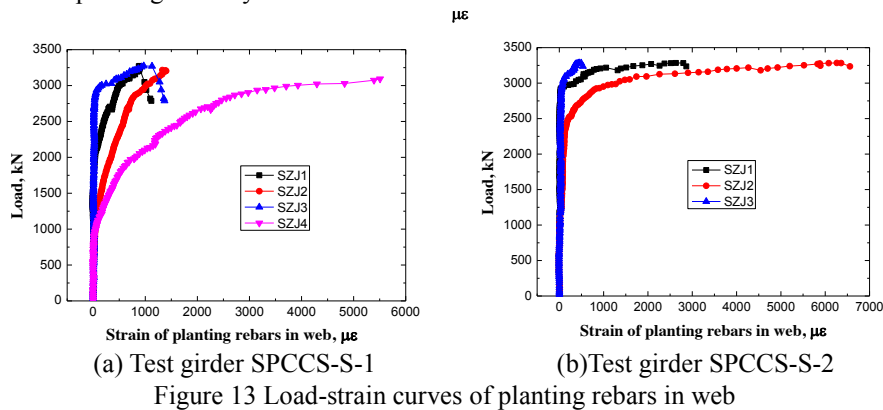 με
3500
3000
2500
2000
1500
1000
500
0
Load, kN
SZJ1
SZJ2
SZJ3
SZJ4
0 1000 2000 3000 4000 5000 6000
Strain of planting rebars in web, με
(a) Test girder SPCCS-S-1
3500
3000
2500
2000
1500
1000
500
0
Load, kN
SZJ1
SZJ2
SZJ3
0 1000 2000 3000 4000 5000 6000 7000
Strain of planting rebars in web, με
(b)Test girder SPCCS-S-2
Figure 13 Load-strain curves of planting rebars in web